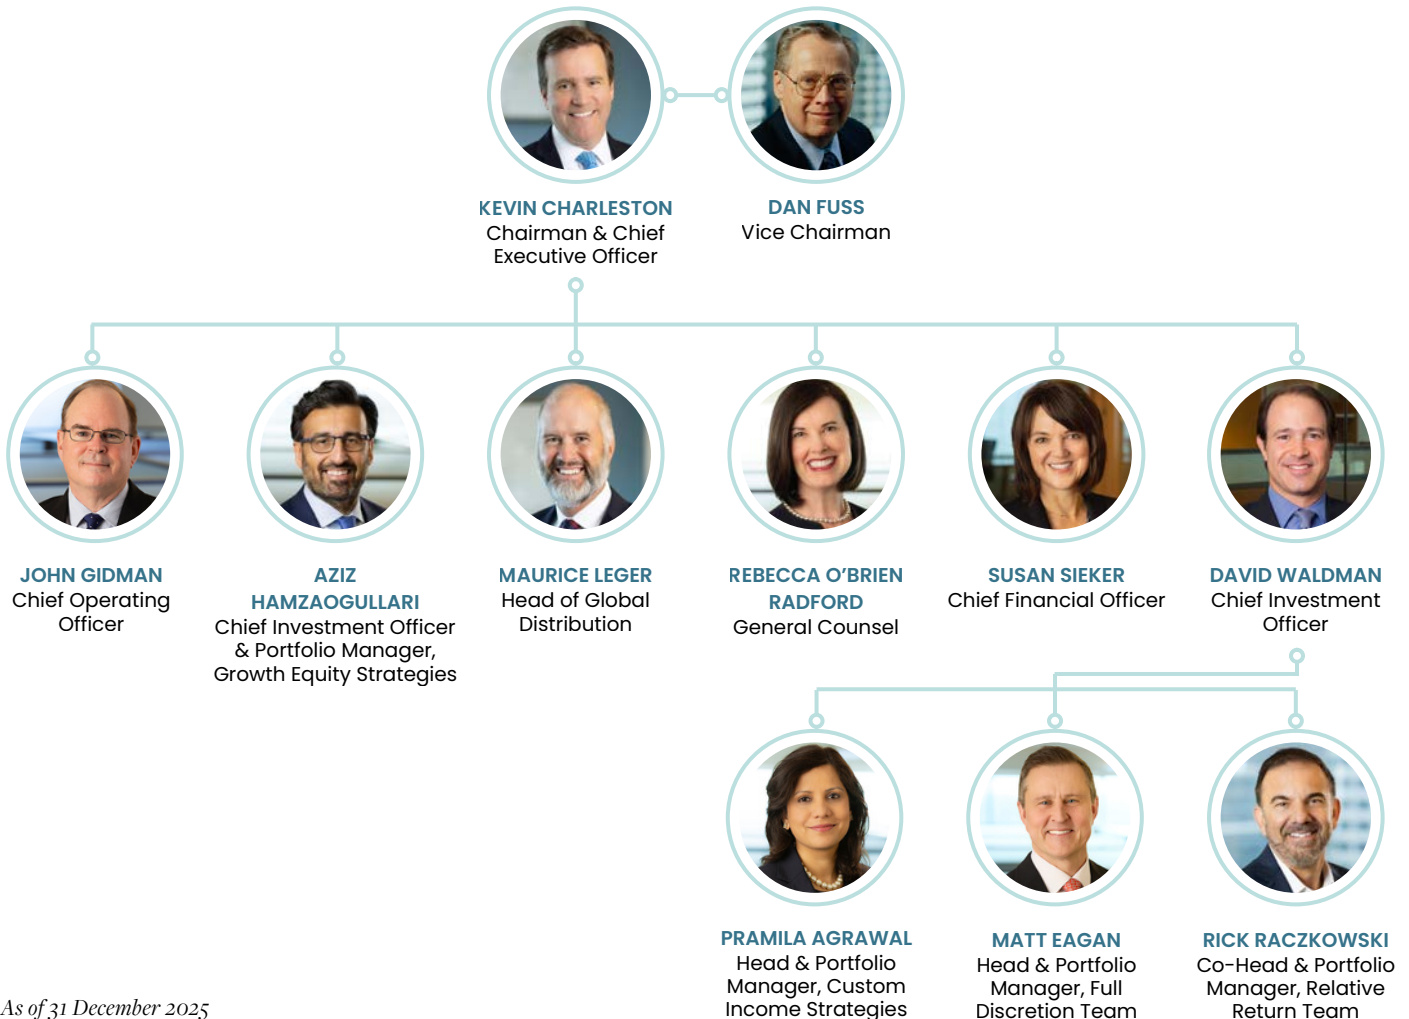 KEVIN CHARLESTON
Chairman & Chief
Executive Officer
DAN FUSS
Vice Chairman
JOHN GIDMAN
Chief Operating
Officer
AZIZ
HAMZAOGULLARI
Chief Investment Officer
& Portfolio Manager,
Growth Equity Strategies
MAURICE LEGER
Head of Global
Distribution
REBECCA O’BRIEN
RADFORD
General Counsel
SUSAN SIEKER
Chief Financial Officer
DAVID WALDMAN
Chief Investment
Officer
PRAMILA AGRAWAL
Head & Portfolio
Manager, Custom
Income Strategies
MATT EAGAN
Head & Portfolio
Manager, Full
Discretion Team
RICK RACZKOWSKI
Co-Head & Portfolio
Manager, Relative
Return Team
As of 31 December 2025